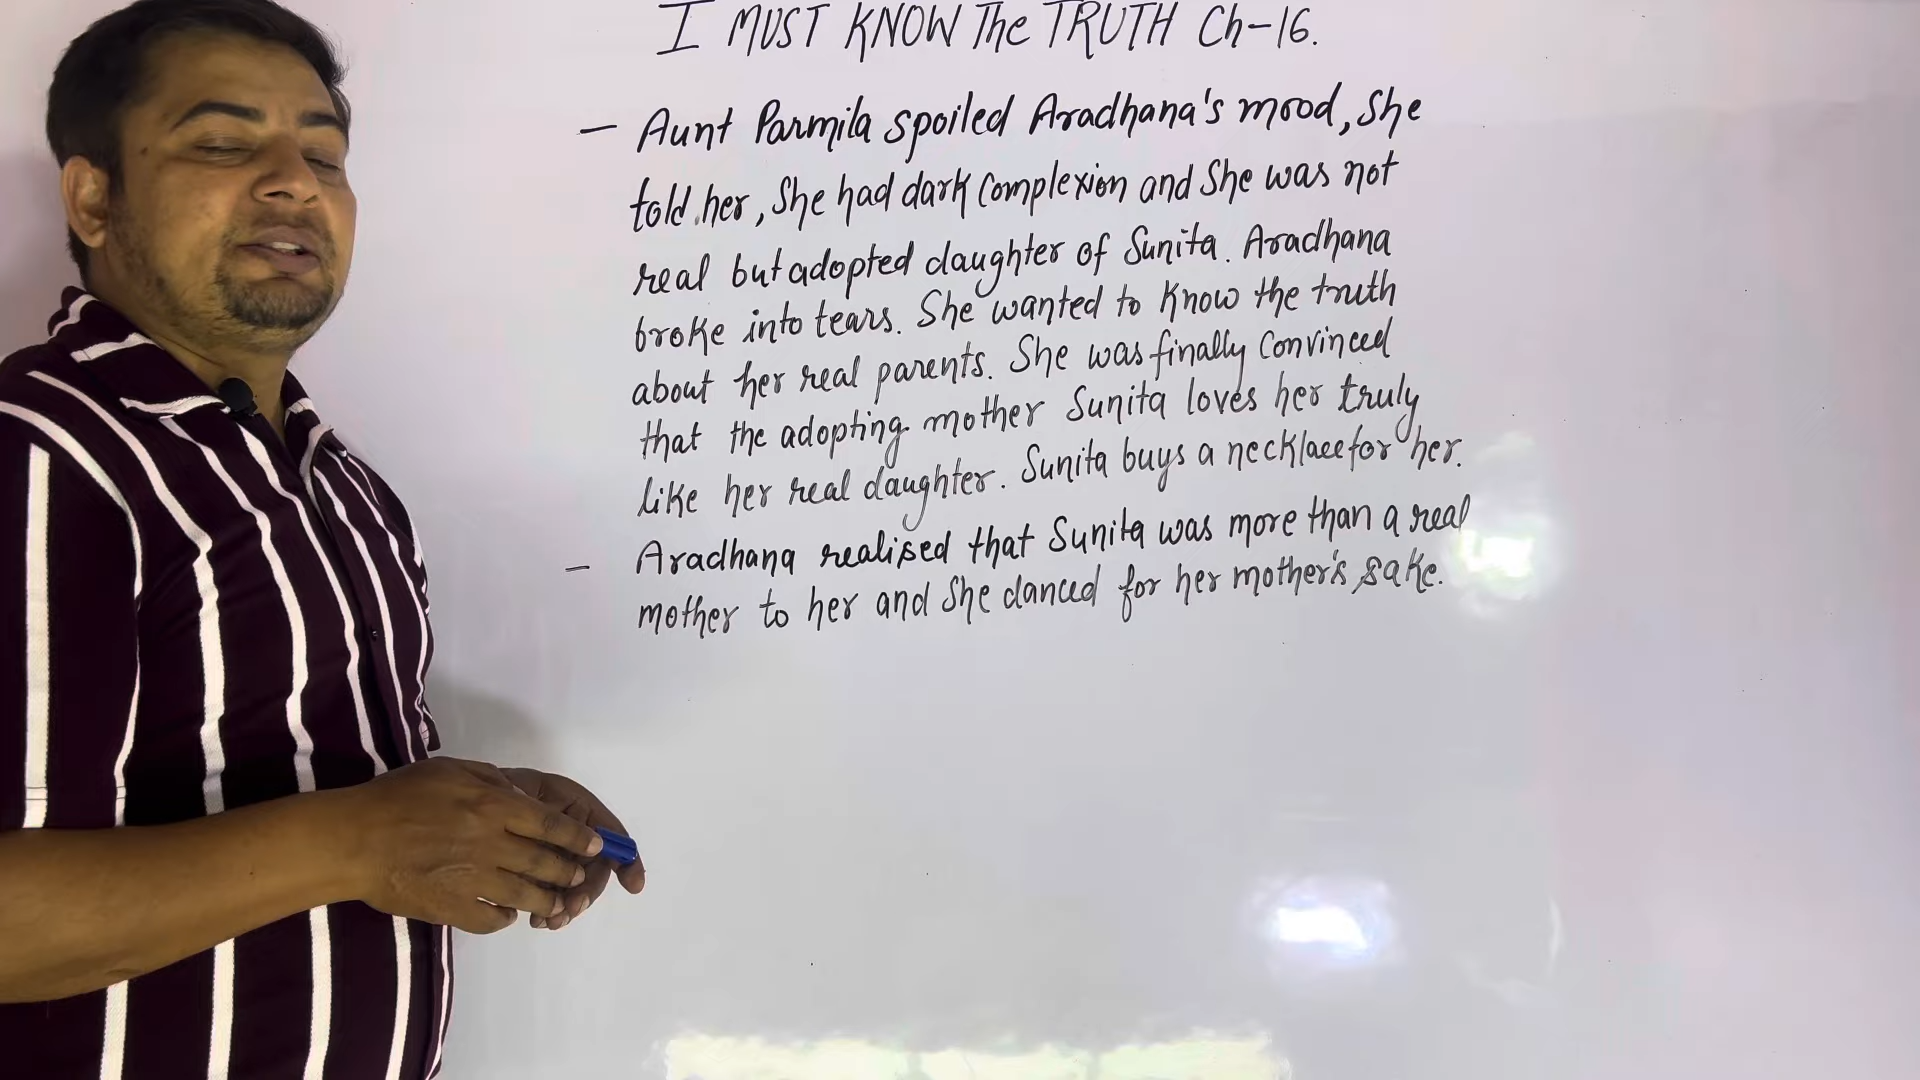 I MUST KNOW The TRUTH Ch-16.
- Aunt Parmila spoiled Aradhana's mood, She
told her, She had dark Complexion and She was not
real but adopted daughter of Sunita. Aradhana
broke into tears. She wanted to Know the truth
about her real parents. She was finally Convinced
that the adopting mother Sunita loves her truly
like her real daughter. Sunita buys a necklace for her.
- Aradhana realised that Sunita was more than a real
mother to her and She danced for her mother's sake.